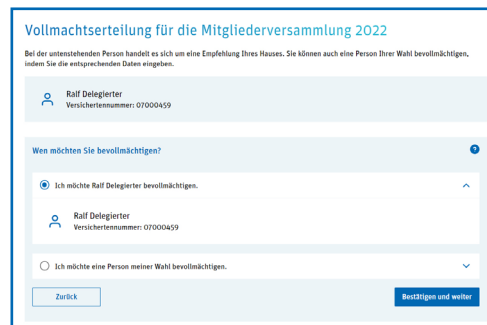 Vollmachtserteilung für die Mitgliederversammlung 2022
Bei der untenstehenden Person handelt es sich um eine Empfehlung Ihres Hauses. Sie können auch eine Person Ihrer Wahl bevollmächtigen,
indem Sie die entsprechenden Daten eingeben.
Ralf Delegierter
Versichertennummer: 07000459
Wen möchten Sie bevollmächtigen?
?
Ich möchte Ralf Delegierter bevollmächtigen.
Ralf Delegierter
Versichertennummer: 07000459
Ich möchte eine Person meiner Wahl bevollmächtigen.
Zurück
Bestätigen und weiter